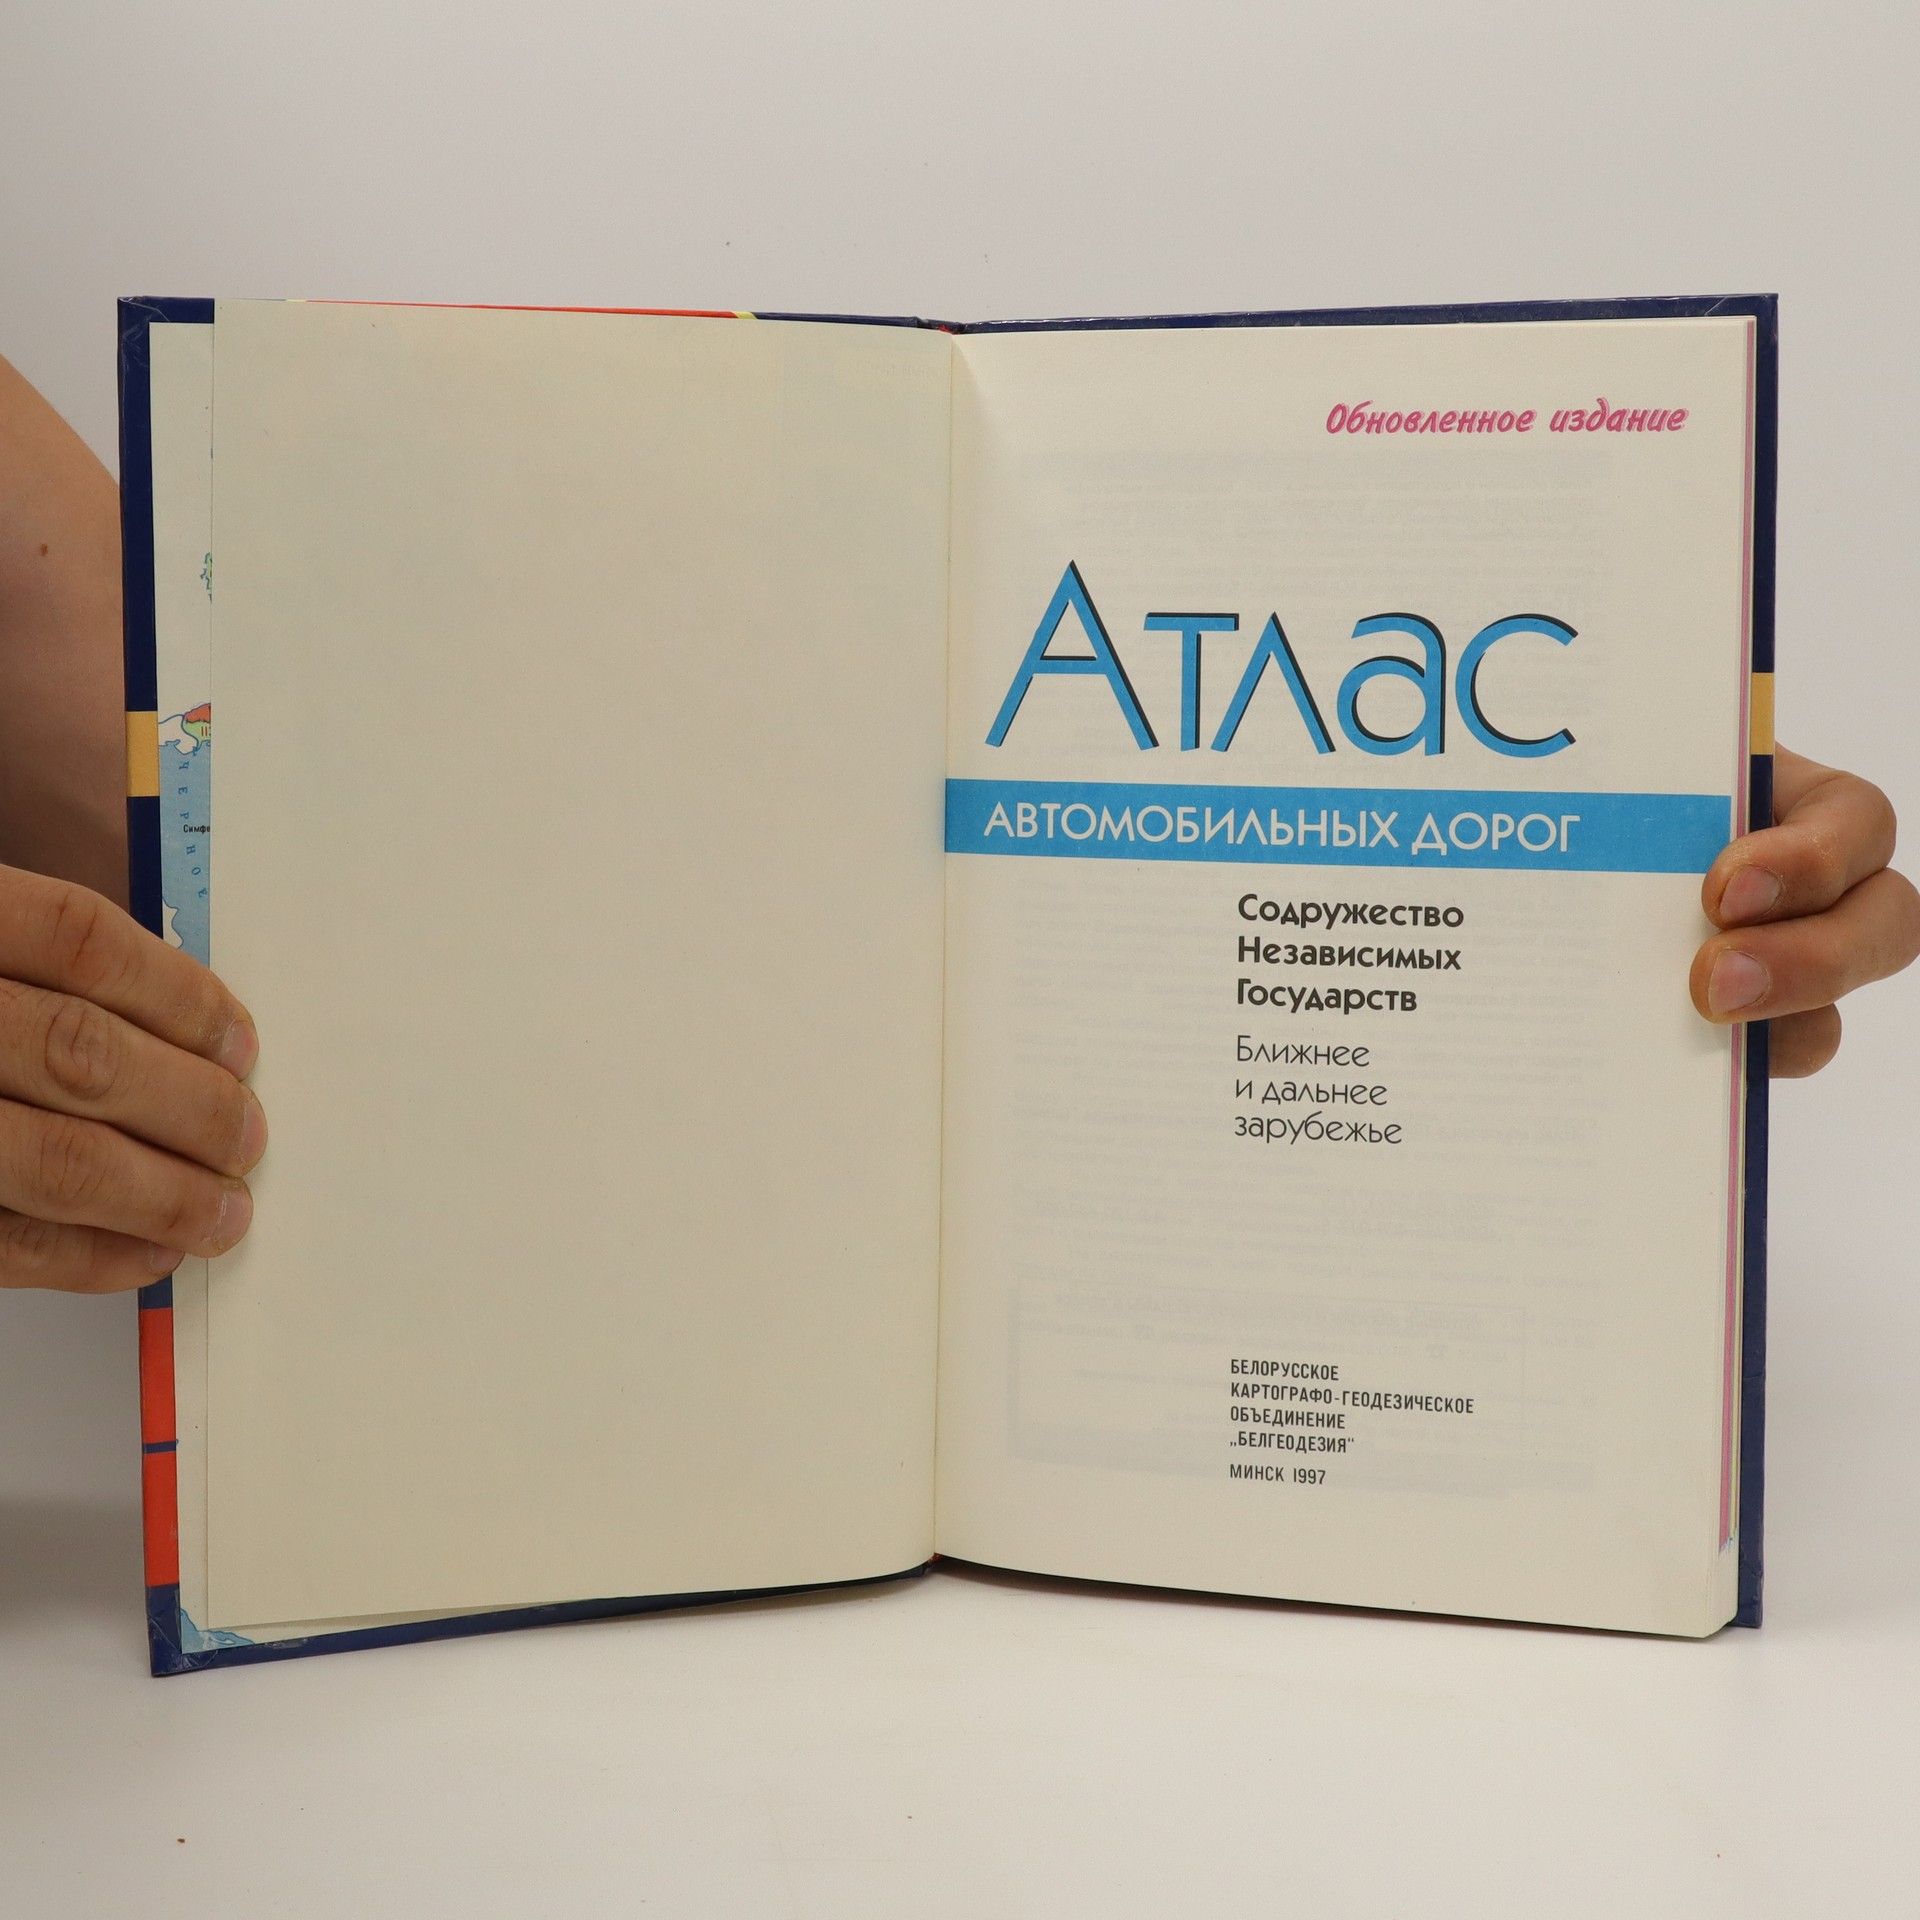 Обновленное издание
Атлас
АВТОМОБИЛЬНЫХ ДОРОГ
Содружество
Независимых
Государств
Ближнее
и дальнее
зарубежье
БЕЛОРУССКОЕ
КАРТОГРАФО-ГЕОДЕЗИЧЕСКОЕ
ОБЪЕДИНЕНИЕ
„БЕЛГЕОДЕЗИЯ“
МИНСК 1997